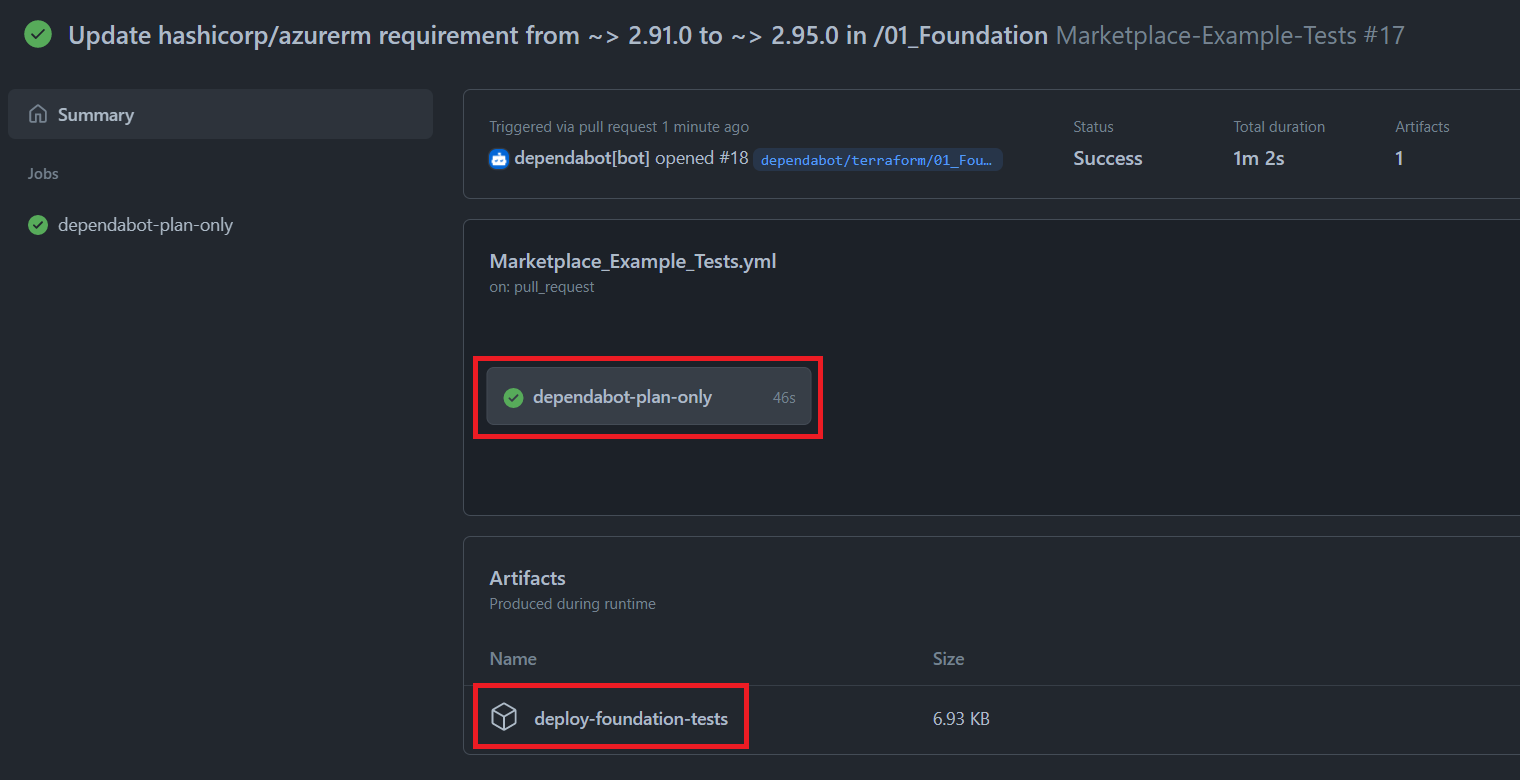 Update hashicorp/azurerm requirement from ~> 2.91.0 to ~> 2.95.0 in /01_Foundation Marketplace-Example-Tests #17
Summary
Jobs
dependabot-plan-only
Triggered via pull request 1 minute ago
dependabot[bot] opened #18 dependabot/terraform/01_Fou…
Status
Success
Total duration
1m 2s
Artifacts
1
Marketplace_Example_Tests.yml
on: pull_request
dependabot-plan-only 46s
Artifacts
Produced during runtime
Name Size
deploy-foundation-tests 6.93 KB